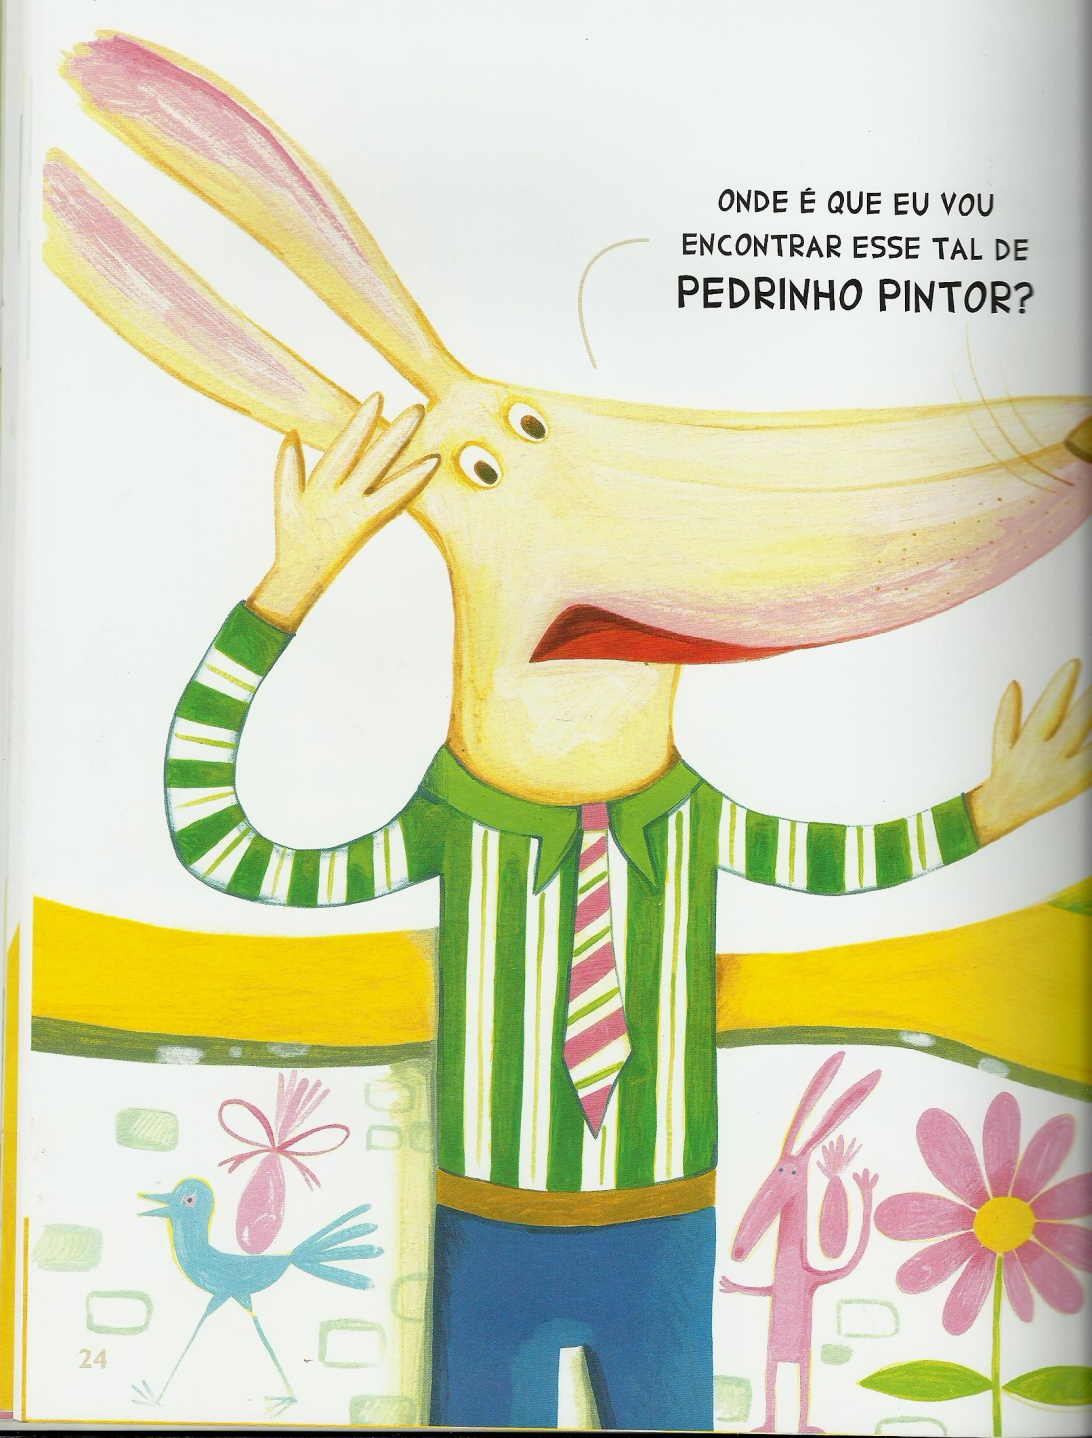 ONDE É QUE EU VOU
ENCONTRAR ESSE TAL DE
PEDRINHO PINTOR?
24